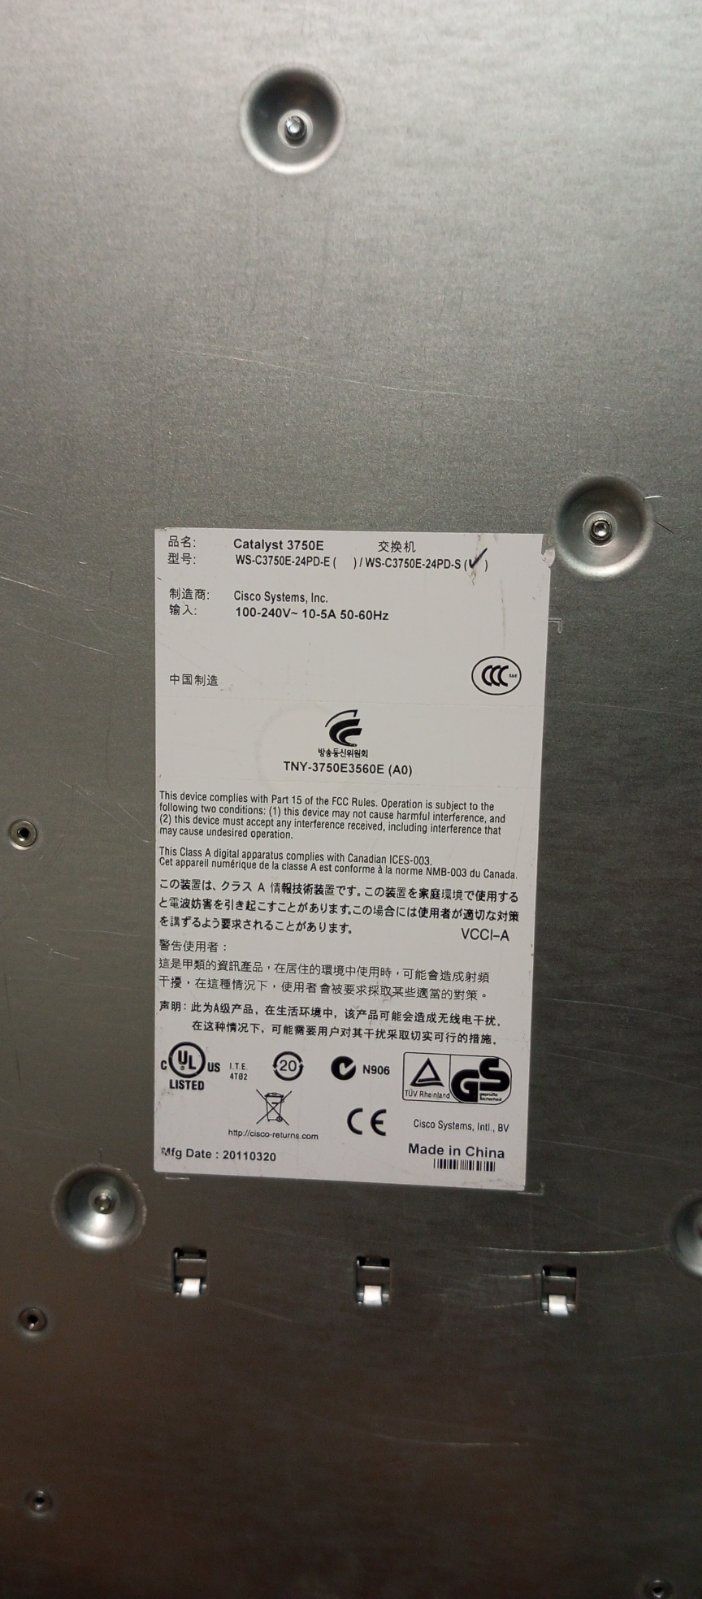 品名: Catalyst 3750E 交换机
型号: WS-C3750E-24PD-E ( ) / WS-C3750E-24PD-S (✓)
制造商: Cisco Systems, Inc.
输入: 100-240V~ 10-5A 50-60Hz
中国制造
CCC S&E
방송통신위원회
TNY-3750E3560E (A0)
This device complies with Part 15 of the FCC Rules. Operation is subject to the
following two conditions: (1) this device may not cause harmful interference, and
(2) this device must accept any interference received, including interference that
may cause undesired operation.
This Class A digital apparatus complies with Canadian ICES-003.
Cet appareil numérique de la classe A est conforme à la norme NMB-003 du Canada.
この装置は、クラス A 情報技術装置です。この装置を家庭環境で使用する
と電波妨害を引き起こすことがあります。この場合には使用者が適切な対策
を講ずるよう要求されることがあります。 VCCI-A
警告使用者：
這是甲類的資訊產品，在居住的環境中使用時，可能會造成射頻
干擾，在這種情況下，使用者會被要求採取某些適當的對策。
声明：此为A级产品，在生活环境中，该产品可能会造成无线电干扰，
在这种情况下，可能需要用户对其干扰采取切实可行的措施。
C UL US LISTED
I.T.E.
4T82
20
N906
TÜV Rheinland
GS
geprüfte Sicherheit
http://cisco-returns.com
CE
Cisco Systems, Intl., BV
Mfg Date : 20110320
Made in China